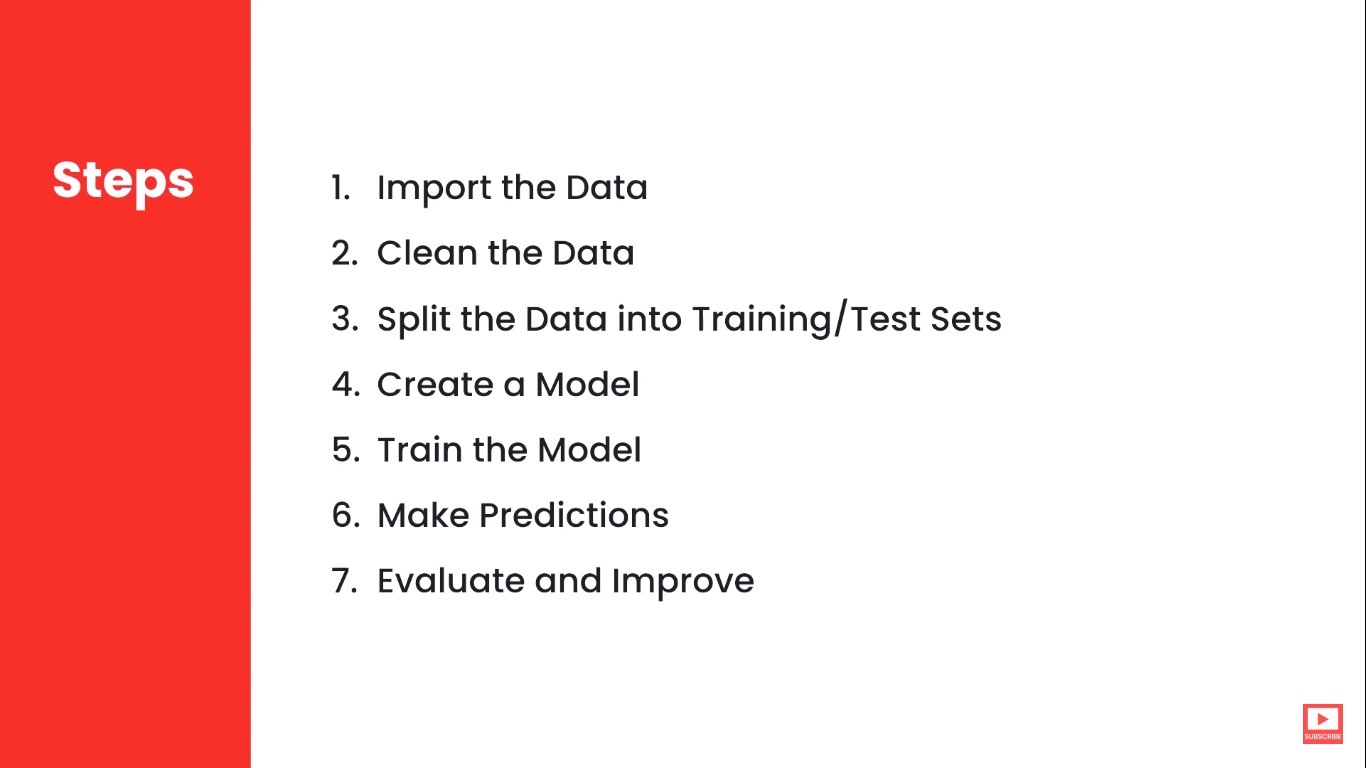 Steps
1. Import the Data
2. Clean the Data
3. Split the Data into Training/Test Sets
4. Create a Model
5. Train the Model
6. Make Predictions
7. Evaluate and Improve
SUBSCRIBE